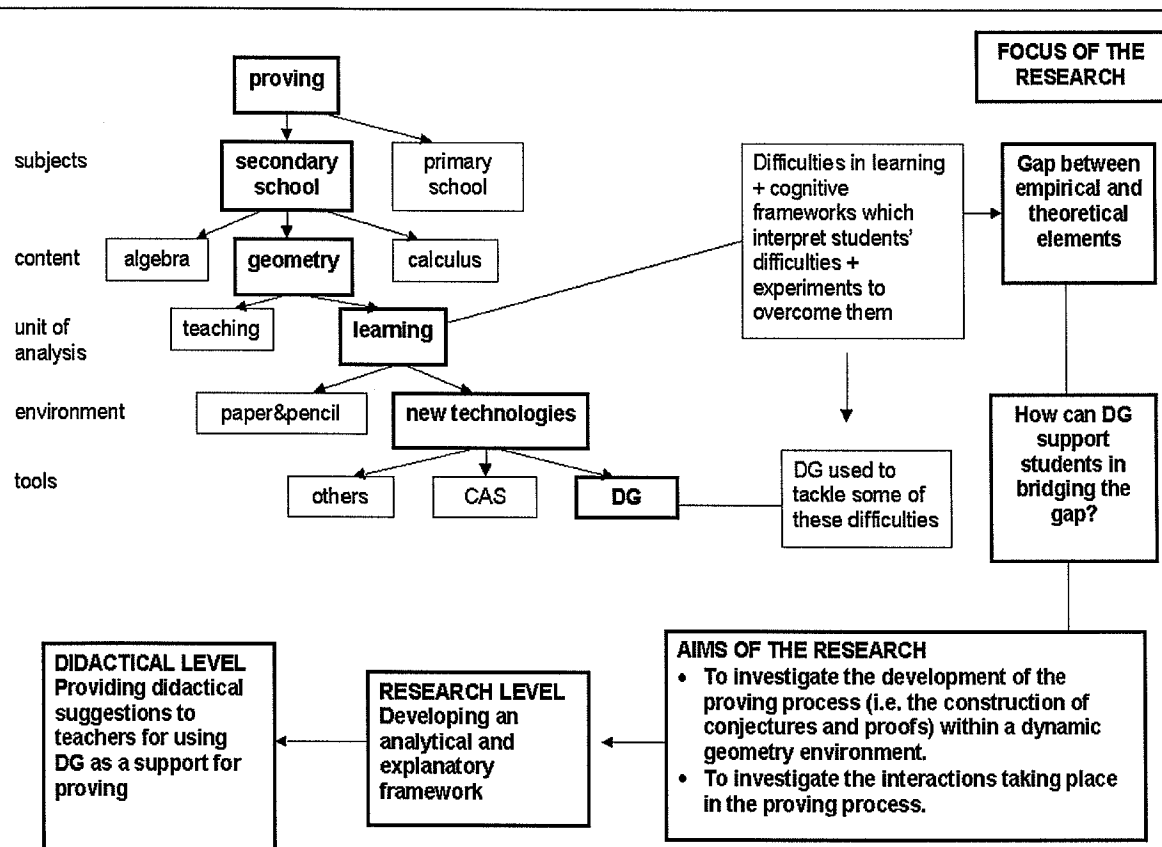 FOCUS OF THE
RESEARCH
proving
subjects
secondary
school
primary
school
content
algebra
geometry
calculus
unit of
analysis
teaching
learning
environment
paper&pencil
new technologies
tools
others
CAS
DG
Difficulties in learning
+ cognitive
frameworks which
interpret students'
difficulties +
experiments to
overcome them
Gap between
empirical and
theoretical
elements
DG used to
tackle some of
these difficulties
How can DG
support
students in
bridging the
gap?
AIMS OF THE RESEARCH
• To investigate the development of the
proving process (i.e. the construction of
conjectures and proofs) within a dynamic
geometry environment.
• To investigate the interactions taking place
in the proving process.
RESEARCH LEVEL
Developing an
analytical and
explanatory
framework
DIDACTICAL LEVEL
Providing didactical
suggestions to
teachers for using
DG as a support for
proving